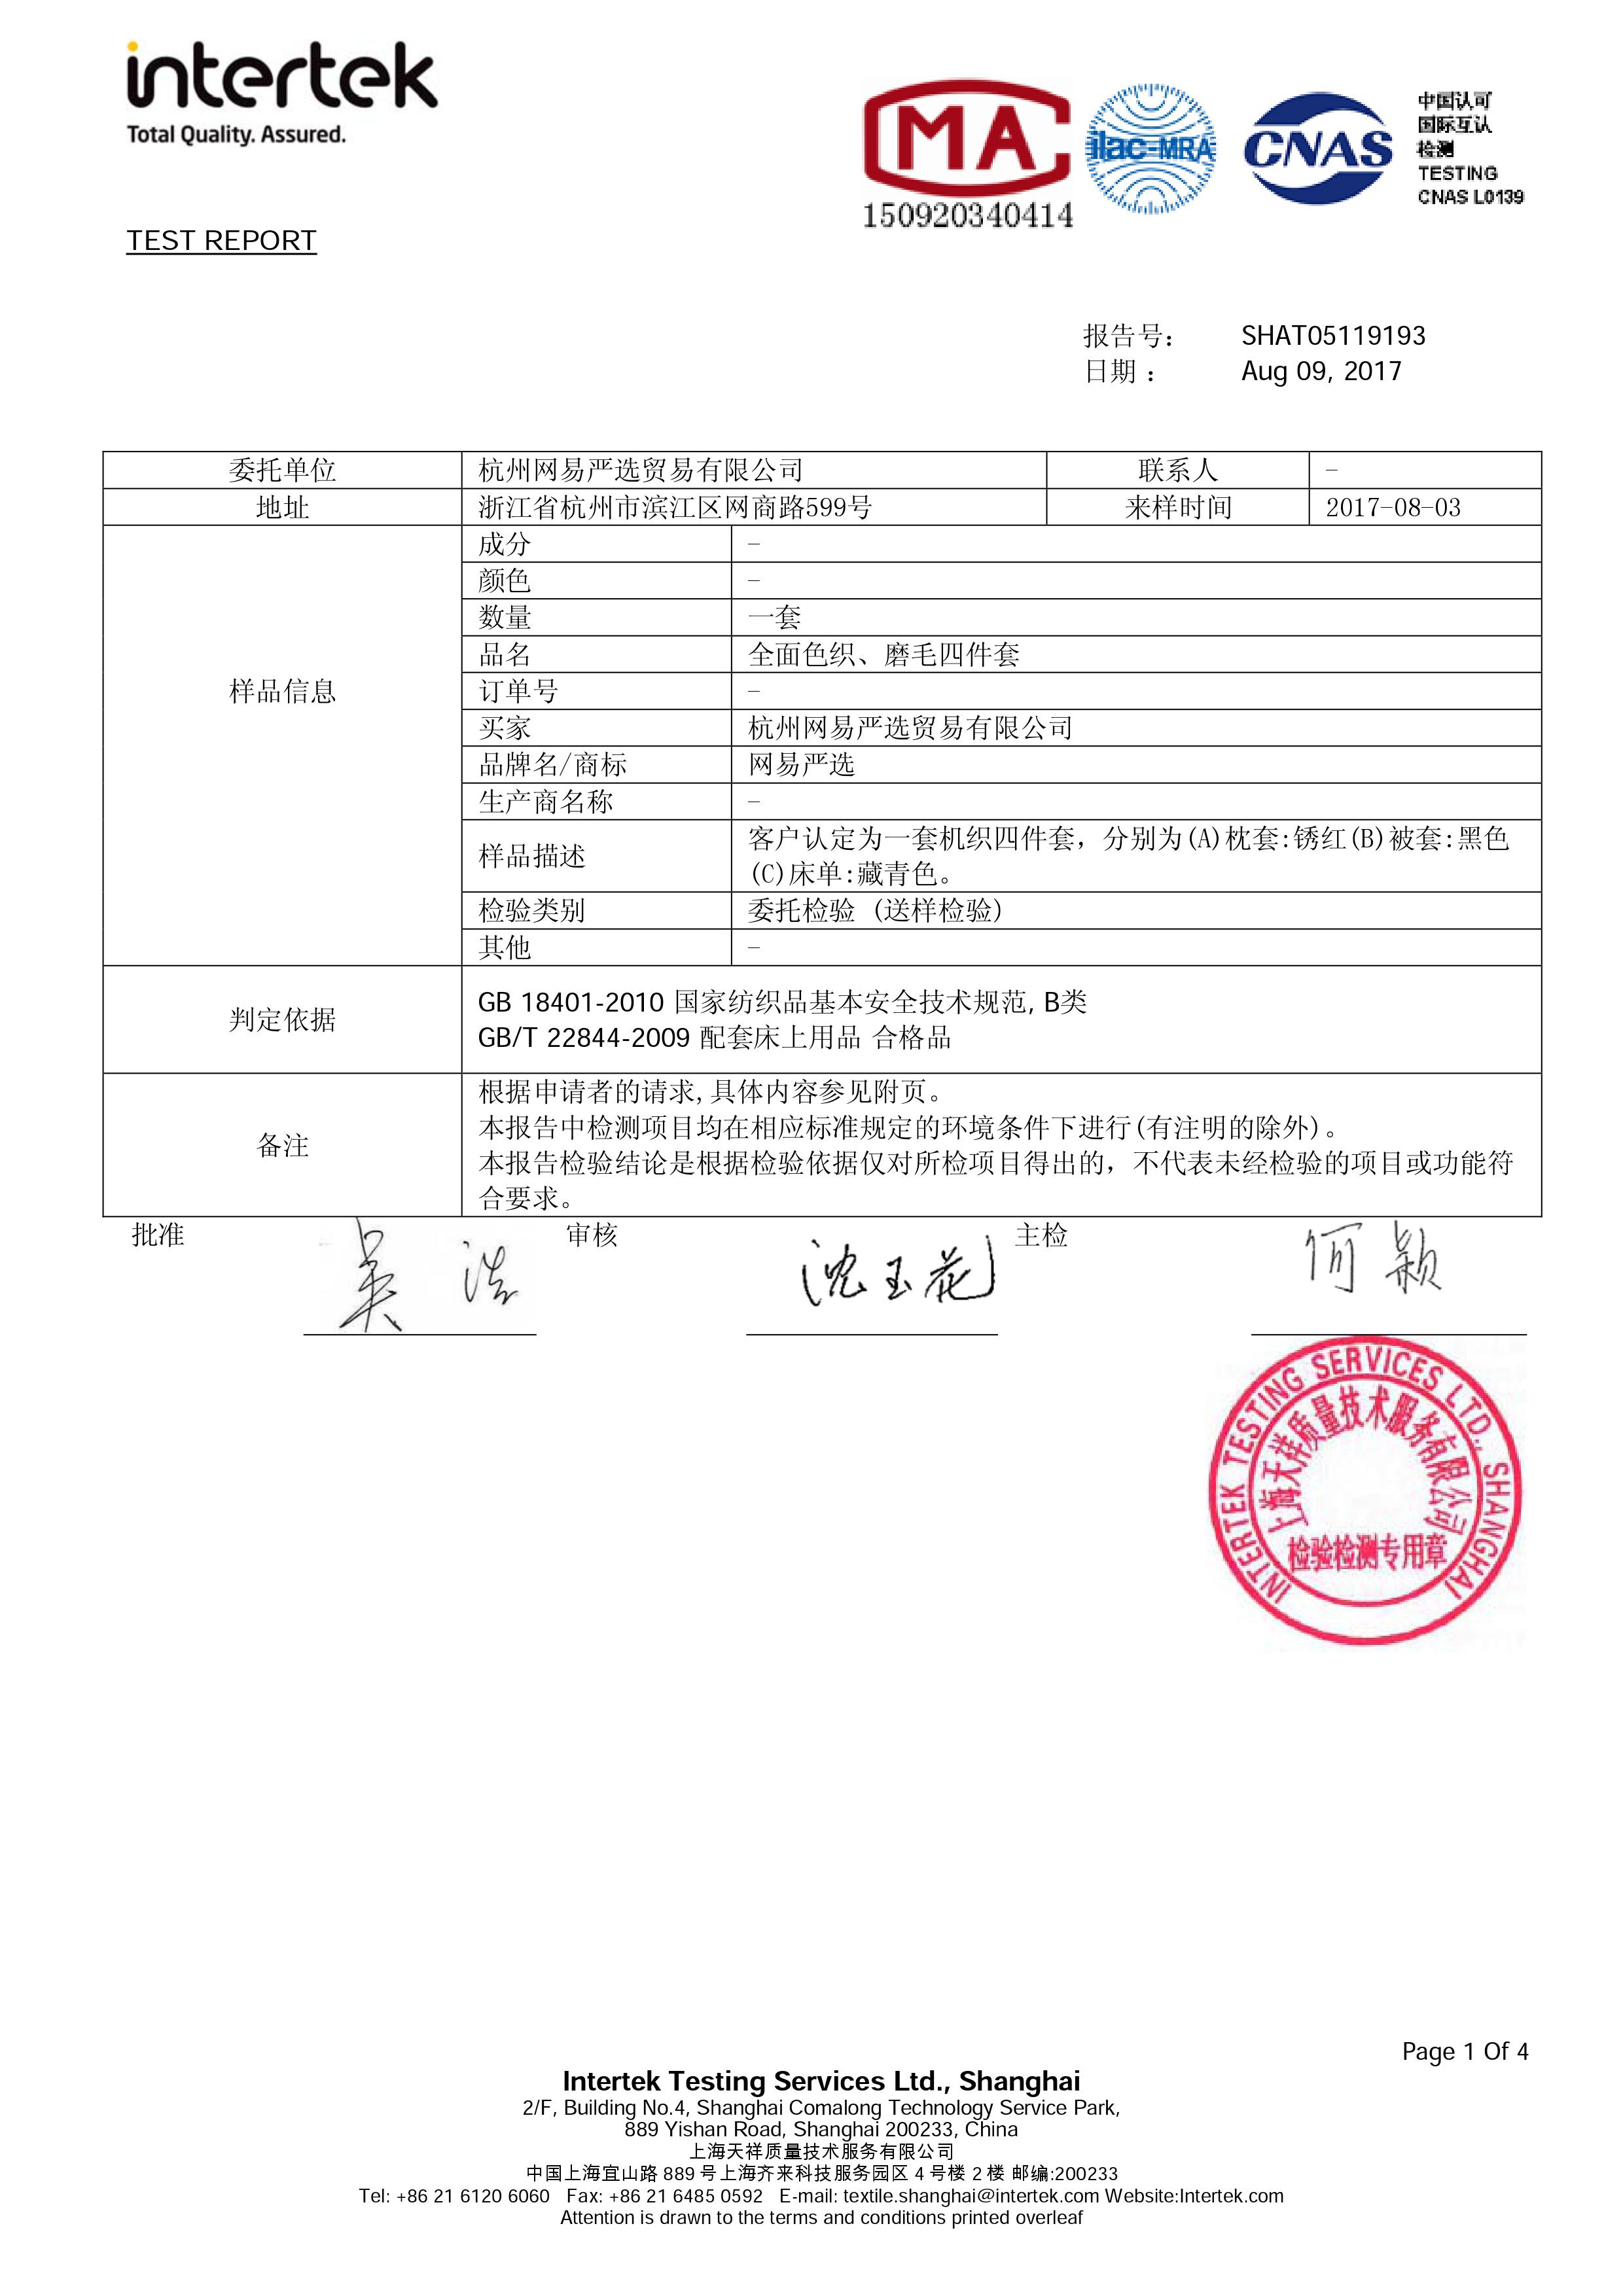 intertek
Total Quality. Assured.
MA
150920340414
ilac-MRA
CNAS
中国认可
国际互认
检测
TESTING
CNAS L0139
TEST REPORT
报告号： SHAT05119193
日期 ： Aug 09, 2017
委托单位 杭州网易严选贸易有限公司 联系人 –
地址 浙江省杭州市滨江区网商路599号 来样时间 2017-08-03
样品信息
成分 –
颜色 –
数量 一套
品名 全面色织、磨毛四件套
订单号 –
买家 杭州网易严选贸易有限公司
品牌名/商标 网易严选
生产商名称 –
样品描述 客户认定为一套机织四件套，分别为(A)枕套:锈红(B)被套:黑色
(C)床单:藏青色。
检验类别 委托检验 (送样检验)
其他 –
判定依据
GB 18401-2010 国家纺织品基本安全技术规范, B类
GB/T 22844-2009 配套床上用品 合格品
备注
根据申请者的请求,具体内容参见附页。
本报告中检测项目均在相应标准规定的环境条件下进行(有注明的除外)。
本报告检验结论是根据检验依据仅对所检项目得出的，不代表未经检验的项目或功能符
合要求。
批准 吴浩 审核 沈玉花 主检 何颖
INTERTEK TESTING SERVICES LTD., SHANGHAI
上海天祥质量技术服务有限公司
检验检测专用章
Page 1 Of 4
Intertek Testing Services Ltd., Shanghai
2/F, Building No.4, Shanghai Comalong Technology Service Park,
889 Yishan Road, Shanghai 200233, China
上海天祥质量技术服务有限公司
中国上海宜山路 889 号上海齐来科技服务园区 4 号楼 2 楼 邮编:200233
Tel: +86 21 6120 6060 Fax: +86 21 6485 0592 E-mail: textile.shanghai@intertek.com Website:Intertek.com
Attention is drawn to the terms and conditions printed overleaf